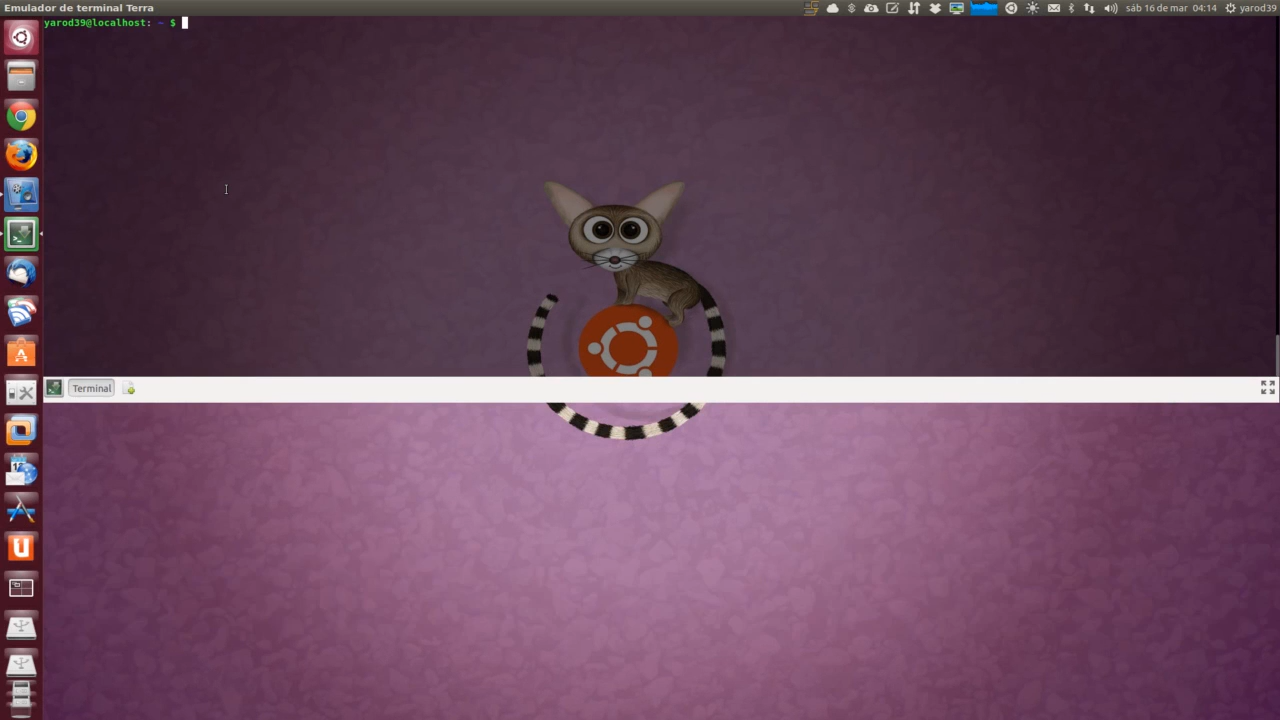 Emulador de terminal Terra
sáb 16 de mar 04:14 yarod39
yarod39@localhost: ~ $
Terminal